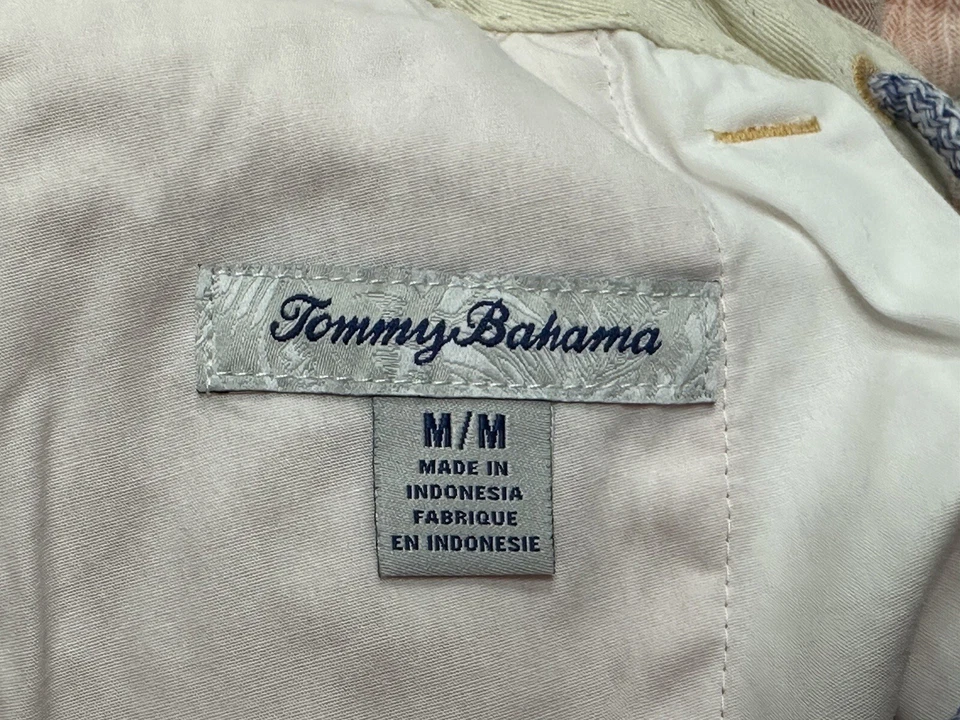 Tommy Bahama
M/M
MADE IN
INDONESIA
FABRIQUE
EN INDONESIE